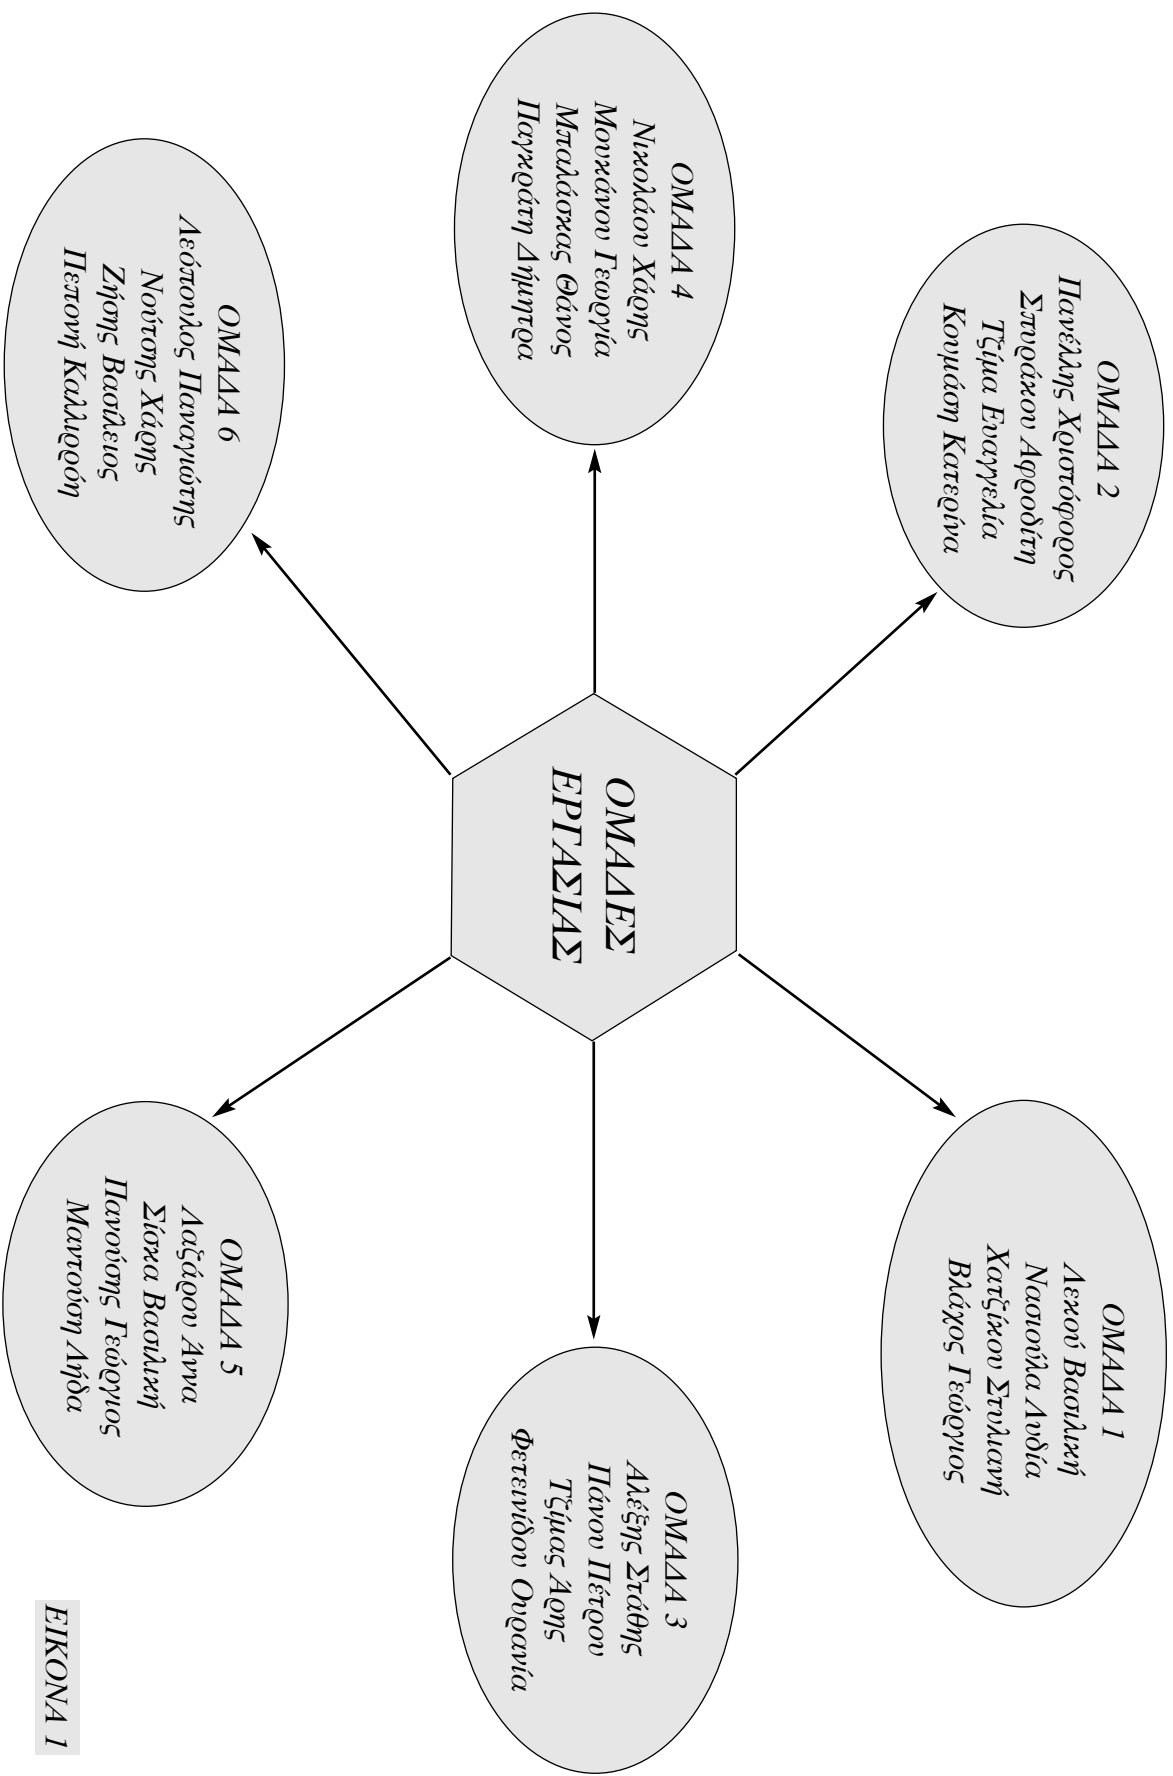 ΟΜΑΔΑ 2
Πανέλλης Χριστόφορος
Σπυράκου Αφροδίτη
Τζίμα Ευαγγελία
Κουμάση Κατερίνα
ΟΜΑΔΑ 1
Λεκού Βασιλική
Νασιούλα Λυδία
Χατζίκου Στυλιανή
Βλάχος Γεώργιος
ΟΜΑΔΑ 4
Νικολάου Χάρης
Μουκάνου Γεωργία
Μπαλάσκας Θάνος
Παγκράτη Δήμητρα
ΟΜΑΔΕΣ
ΕΡΓΑΣΙΑΣ
ΟΜΑΔΑ 3
Αλέξης Στάθης
Πάνου Πέτρου
Τζίμας Άρης
Φετεινίδου Ουρανία
ΟΜΑΔΑ 6
Λεόπουλος Παναγιώτης
Νούτσης Χάρης
Ζήσης Βασίλειος
Πεπονή Καλλιρρόη
ΟΜΑΔΑ 5
Λαζάρου Άννα
Σίσκα Βασιλική
Πανούσης Γεώργιος
Μαντούση Λήδα
ΕΙΚΟΝΑ 1